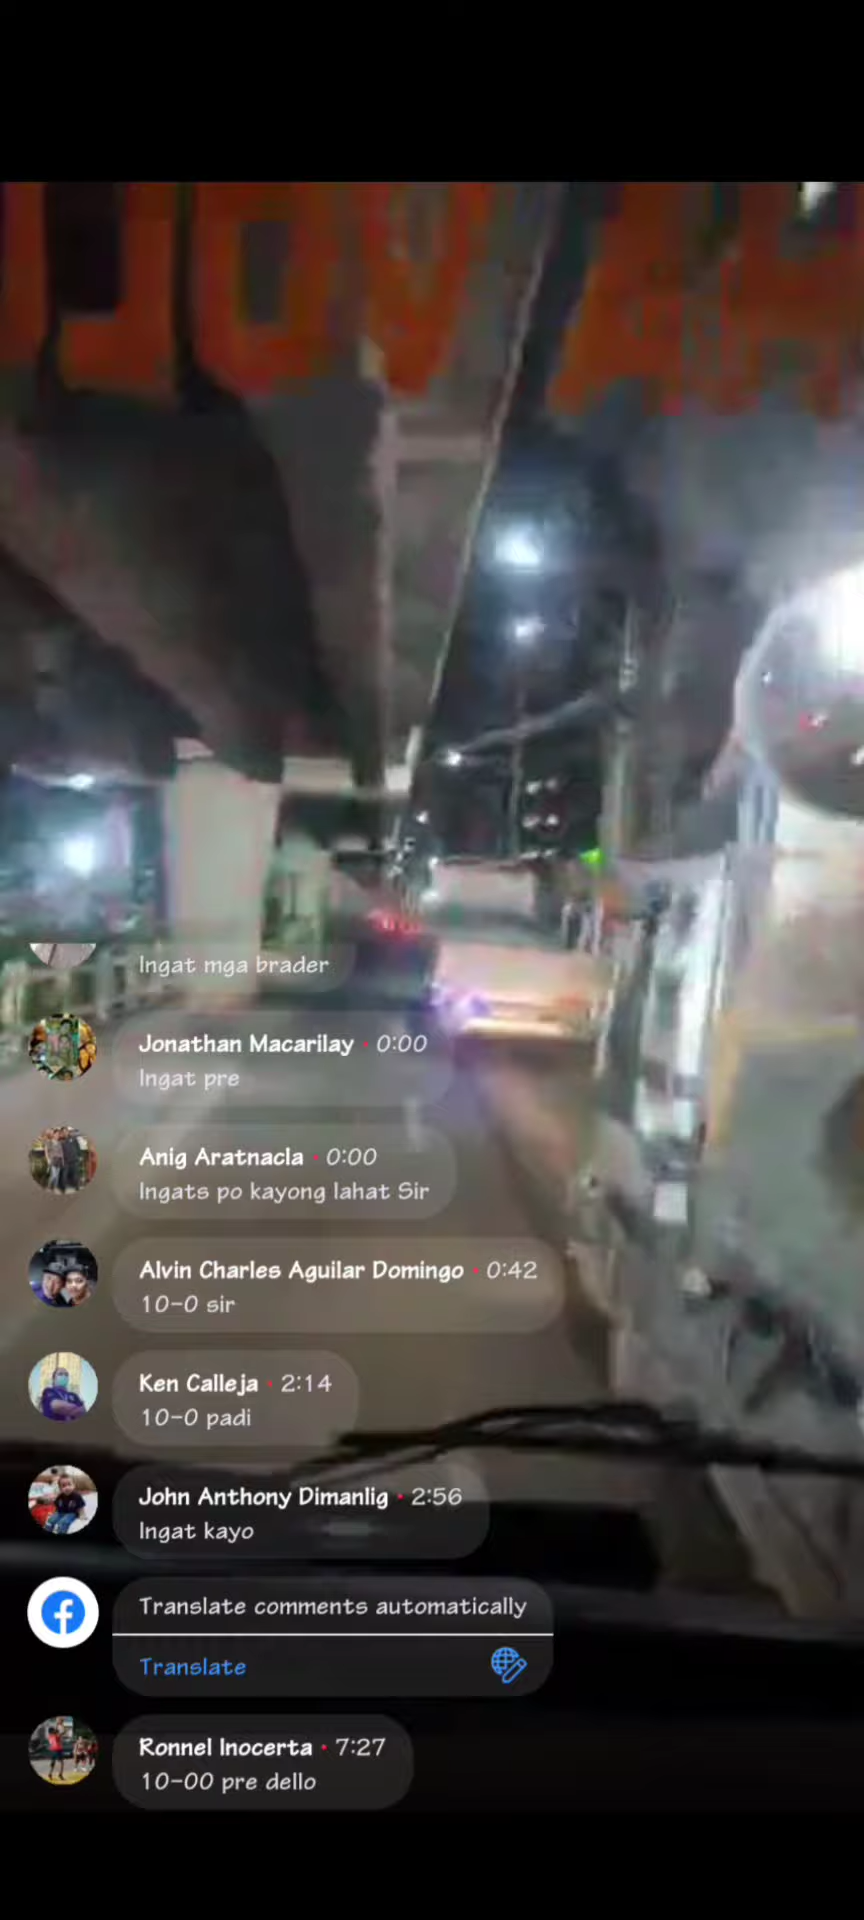 Ingat mga brader
Jonathan Macarilay • 0:00
Ingat pre
Anig Aratnacla • 0:00
Ingats po kayong lahat Sir
Alvin Charles Aguilar Domingo • 0:42
10-0 sir
Ken Calleja • 2:14
10-0 padi
John Anthony Dimanlig • 2:56
Ingat kayo
Translate comments automatically
Translate
Ronnel Inocerta • 7:27
10-00 pre dello